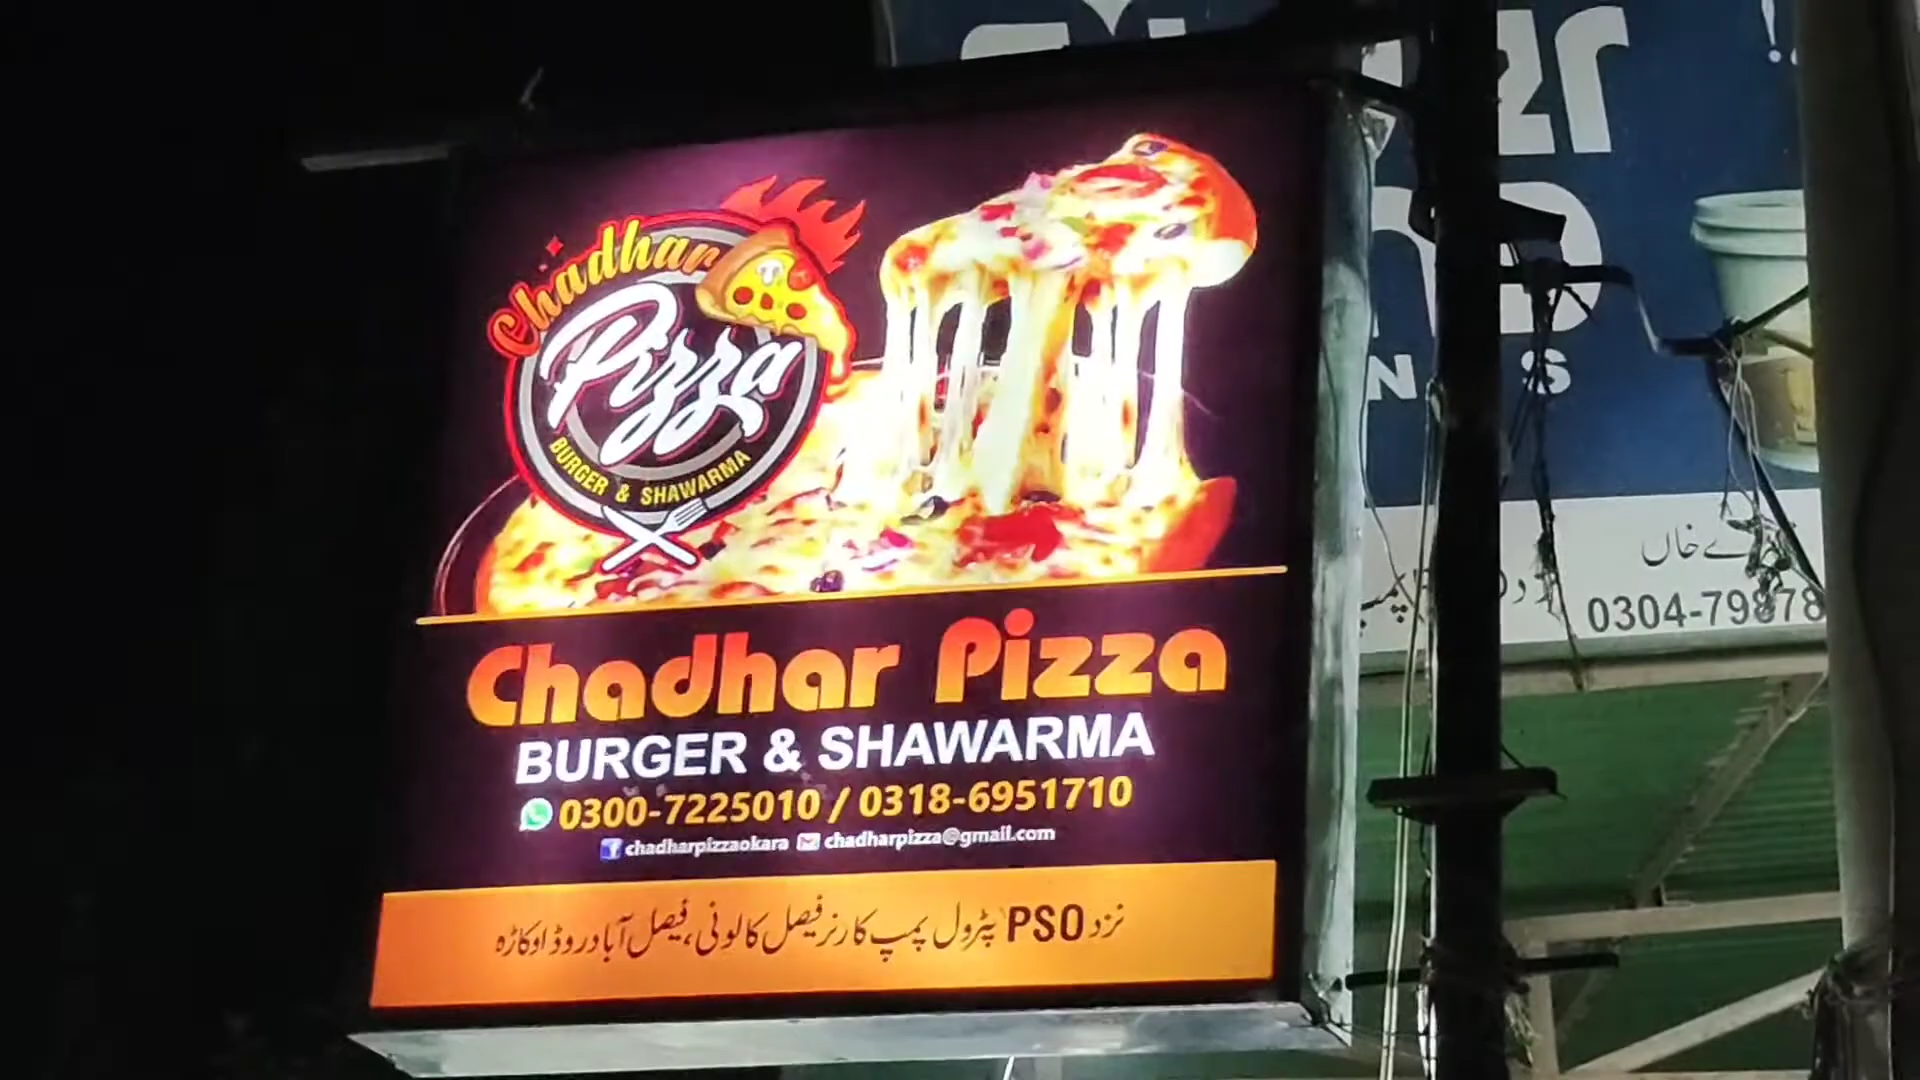 Chadhar
Pizza
BURGER & SHAWARMA
Chadhar Pizza
BURGER & SHAWARMA
0300-7225010 / 0318-6951710
chadharpizzaokara chadharpizza@gmail.com
نزد PSO پٹرول پمپ کارنر فیصل کالونی، فیصل آباد روڈ اوکاڑہ
N S
خاں
0304-79878